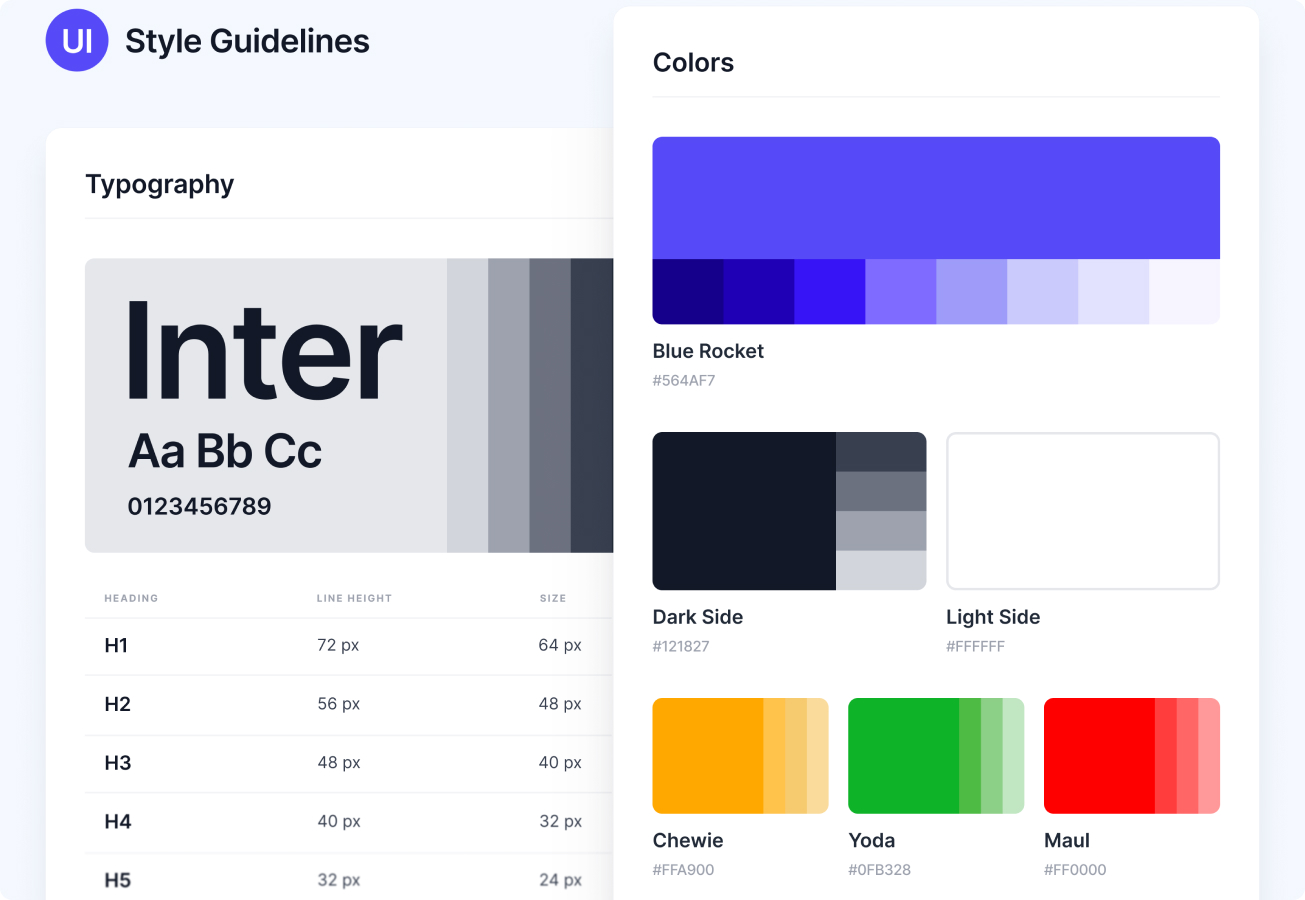 UI Style Guidelines
Typography
Inter
Aa Bb Cc
0123456789
HEADING LINE HEIGHT SIZE
H1 72 px 64 px
H2 56 px 48 px
H3 48 px 40 px
H4 40 px 32 px
H5 32 px 24 px
Colors
Blue Rocket
#564AF7
Dark Side
#121827
Light Side
#FFFFFF
Chewie
#FFA900
Yoda
#0FB328
Maul
#FF0000